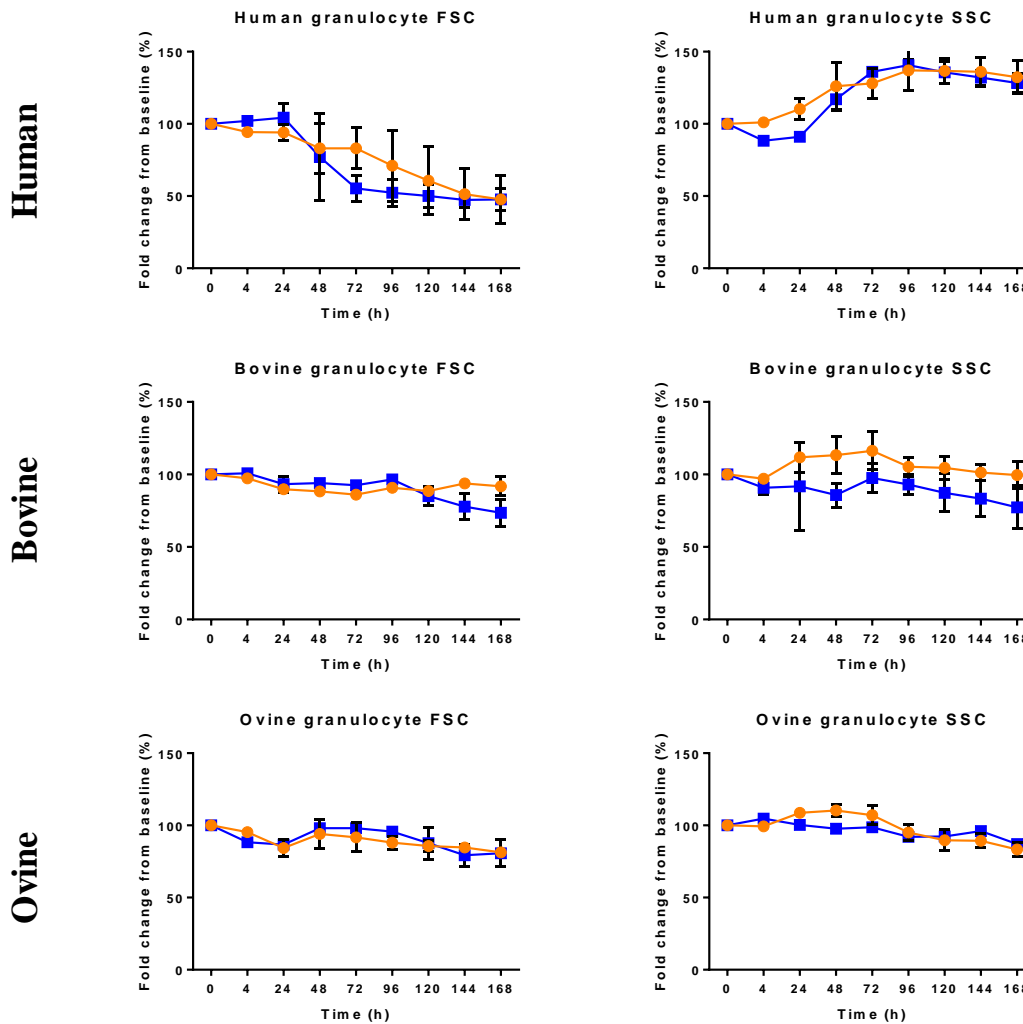 Human
Human granulocyte FSC
Fold change from baseline (%)
150
100
50
0
0 4 24 48 72 96 120 144 168
Time (h)
Human granulocyte SSC
Fold change from baseline (%)
150
100
50
0
0 4 24 48 72 96 120 144 168
Time (h)
Bovine
Bovine granulocyte FSC
Fold change from baseline (%)
150
100
50
0
0 4 24 48 72 96 120 144 168
Time (h)
Bovine granulocyte SSC
Fold change from baseline (%)
150
100
50
0
0 4 24 48 72 96 120 144 168
Time (h)
Ovine
Ovine granulocyte FSC
Fold change from baseline (%)
150
100
50
0
0 4 24 48 72 96 120 144 168
Time (h)
Ovine granulocyte SSC
Fold change from baseline (%)
150
100
50
0
0 4 24 48 72 96 120 144 168
Time (h)